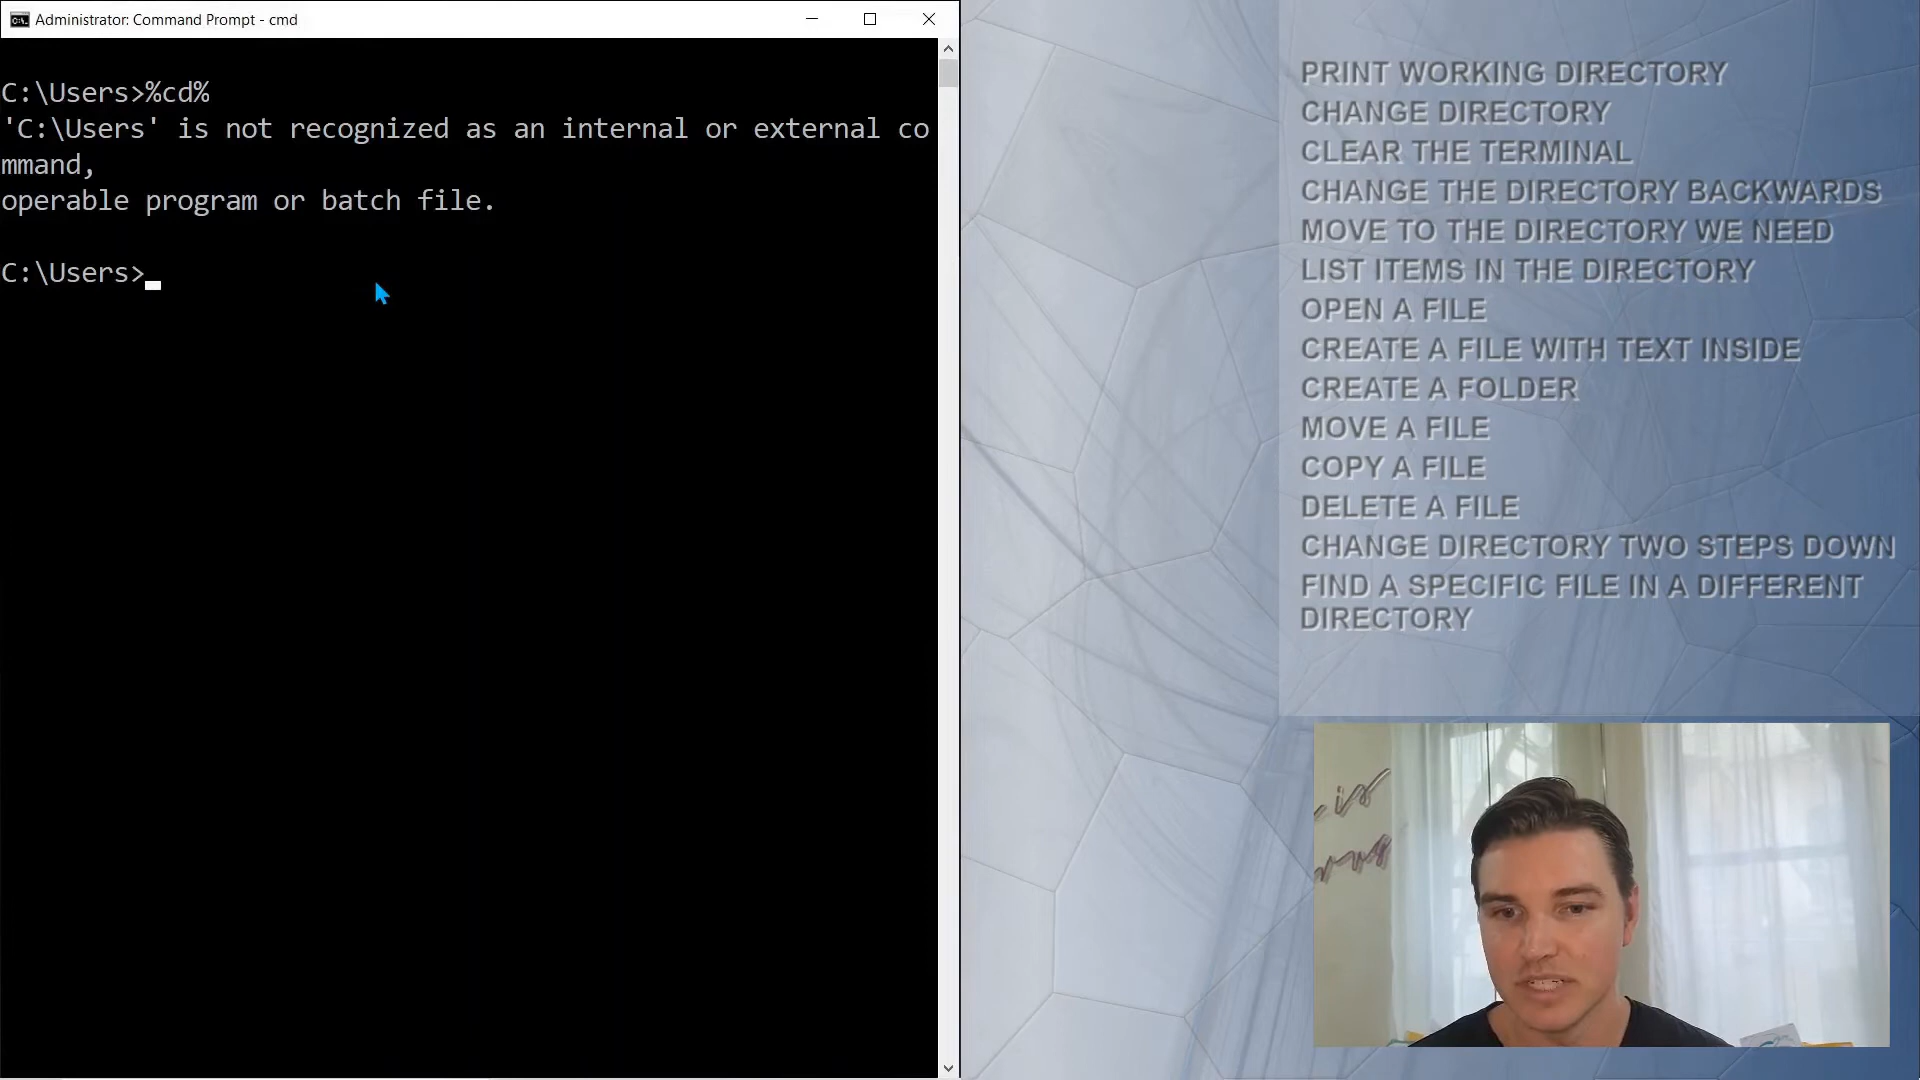 Administrator: Command Prompt - cmd
C:\Users>%cd%
'C:\Users' is not recognized as an internal or external co
mmand,
operable program or batch file.
C:\Users>
PRINT WORKING DIRECTORY
CHANGE DIRECTORY
CLEAR THE TERMINAL
CHANGE THE DIRECTORY BACKWARDS
MOVE TO THE DIRECTORY WE NEED
LIST ITEMS IN THE DIRECTORY
OPEN A FILE
CREATE A FILE WITH TEXT INSIDE
CREATE A FOLDER
MOVE A FILE
COPY A FILE
DELETE A FILE
CHANGE DIRECTORY TWO STEPS DOWN
FIND A SPECIFIC FILE IN A DIFFERENT
DIRECTORY